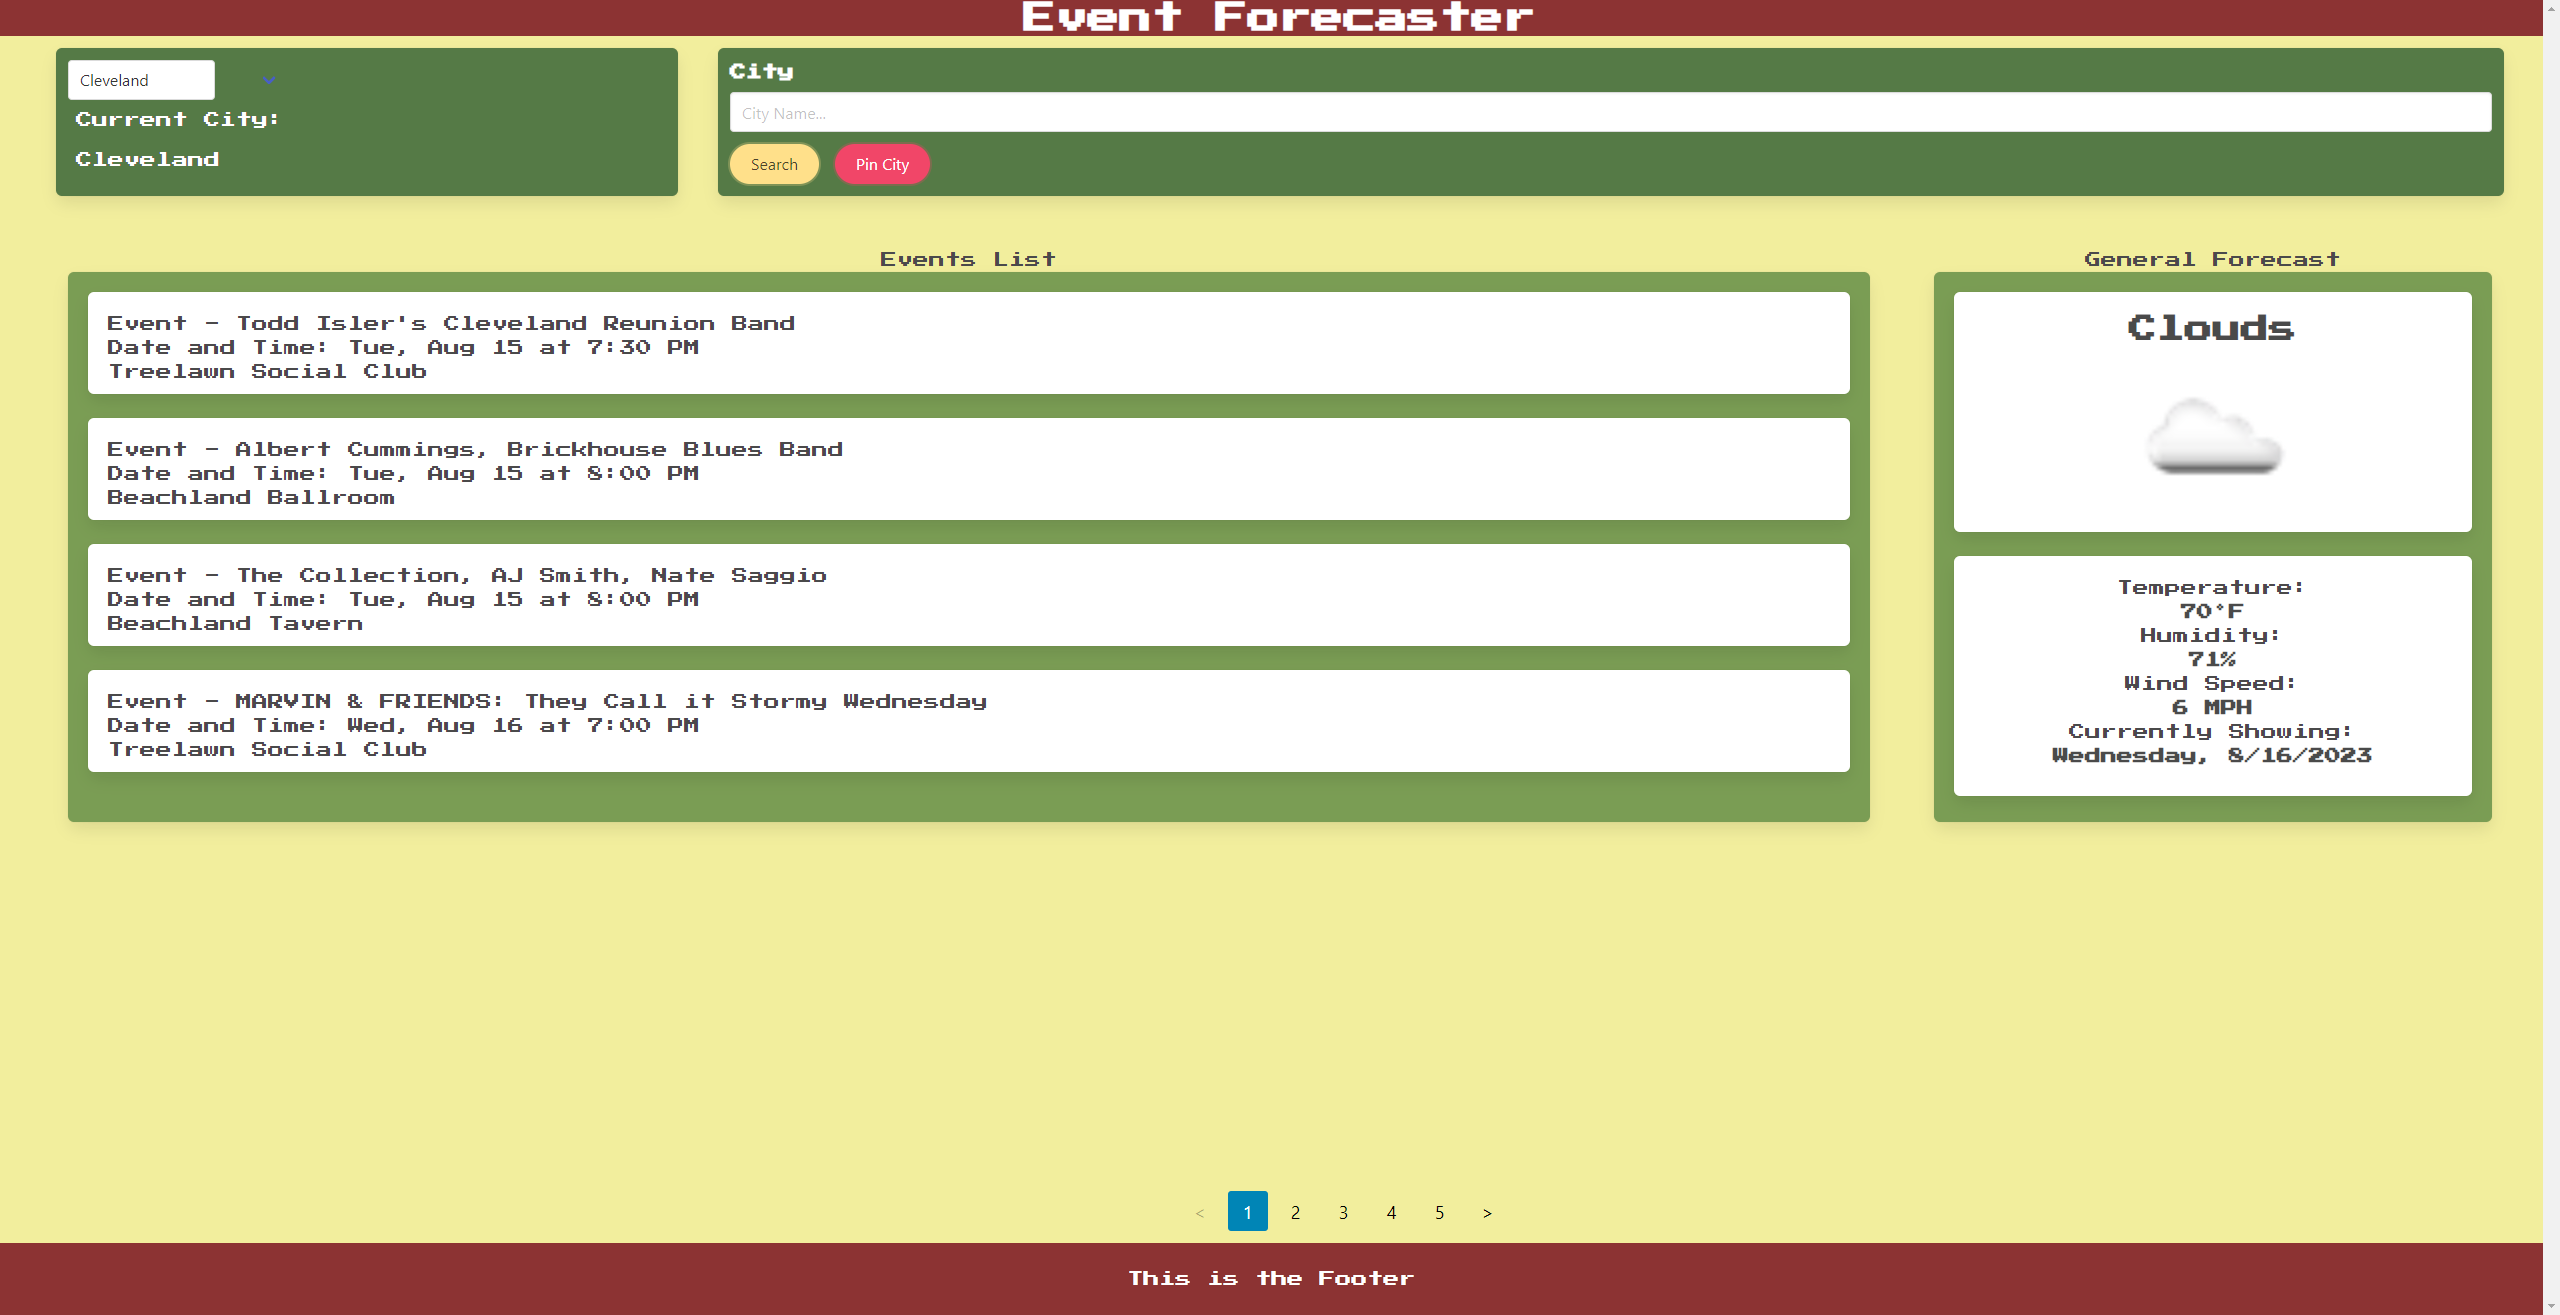 Event Forecaster
Cleveland
Current City:
Cleveland
City
City Name...
Search
Pin City
Events List
Event - Todd Isler's Cleveland Reunion Band
Date and Time: Tue, Aug 15 at 7:30 PM
Treelawn Social Club
Event - Albert Cummings, Brickhouse Blues Band
Date and Time: Tue, Aug 15 at 8:00 PM
Beachland Ballroom
Event - The Collection, AJ Smith, Nate Saggio
Date and Time: Tue, Aug 15 at 8:00 PM
Beachland Tavern
Event - MARVIN & FRIENDS: They Call it Stormy Wednesday
Date and Time: Wed, Aug 16 at 7:00 PM
Treelawn Social Club
General Forecast
Clouds
Temperature:
70°F
Humidity:
71%
Wind Speed:
6 MPH
Currently Showing:
Wednesday, 8/16/2023
< 1 2 3 4 5 >
This is the Footer